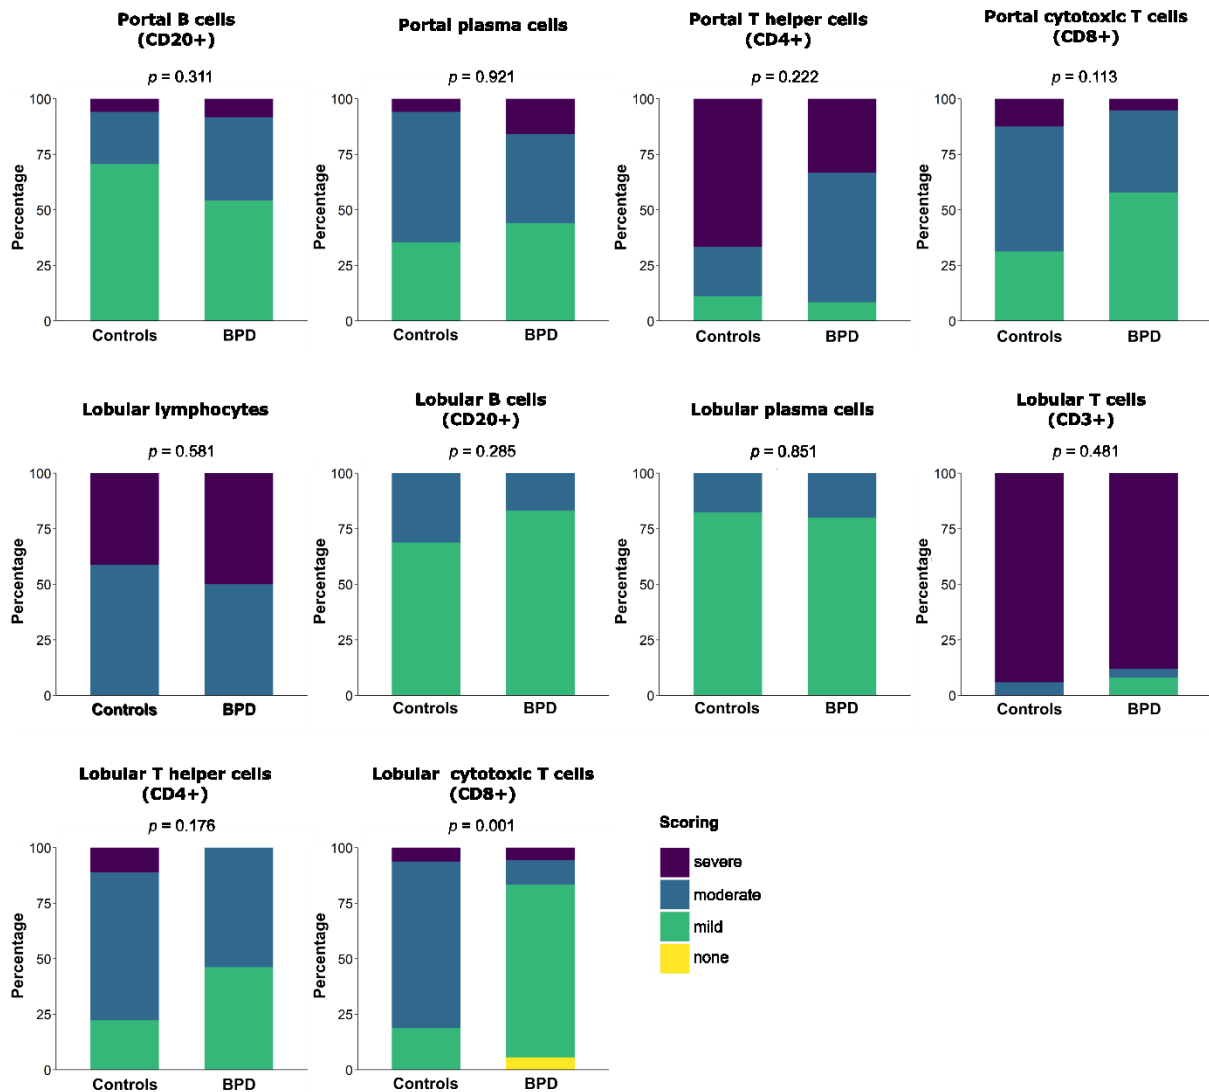 Portal B cells
(CD20+)
p = 0.311
100
75
50
25
0
Percentage
Controls
BPD
Portal plasma cells
p = 0.921
100
75
50
25
0
Percentage
Controls
BPD
Portal T helper cells
(CD4+)
p = 0.222
100
75
50
25
0
Percentage
Controls
BPD
Portal cytotoxic T cells
(CD8+)
p = 0.113
100
75
50
25
0
Percentage
Controls
BPD
Lobular lymphocytes
p = 0.581
100
75
50
25
0
Percentage
Controls
BPD
Lobular B cells
(CD20+)
p = 0.285
100
75
50
25
0
Percentage
Controls
BPD
Lobular plasma cells
p = 0.851
100
75
50
25
0
Percentage
Controls
BPD
Lobular T cells
(CD3+)
p = 0.481
100
75
50
25
0
Percentage
Controls
BPD
Lobular T helper cells
(CD4+)
p = 0.176
100
75
50
25
0
Percentage
Controls
BPD
Lobular cytotoxic T cells
(CD8+)
p = 0.001
100
75
50
25
0
Percentage
Controls
BPD
Scoring
severe
moderate
mild
none